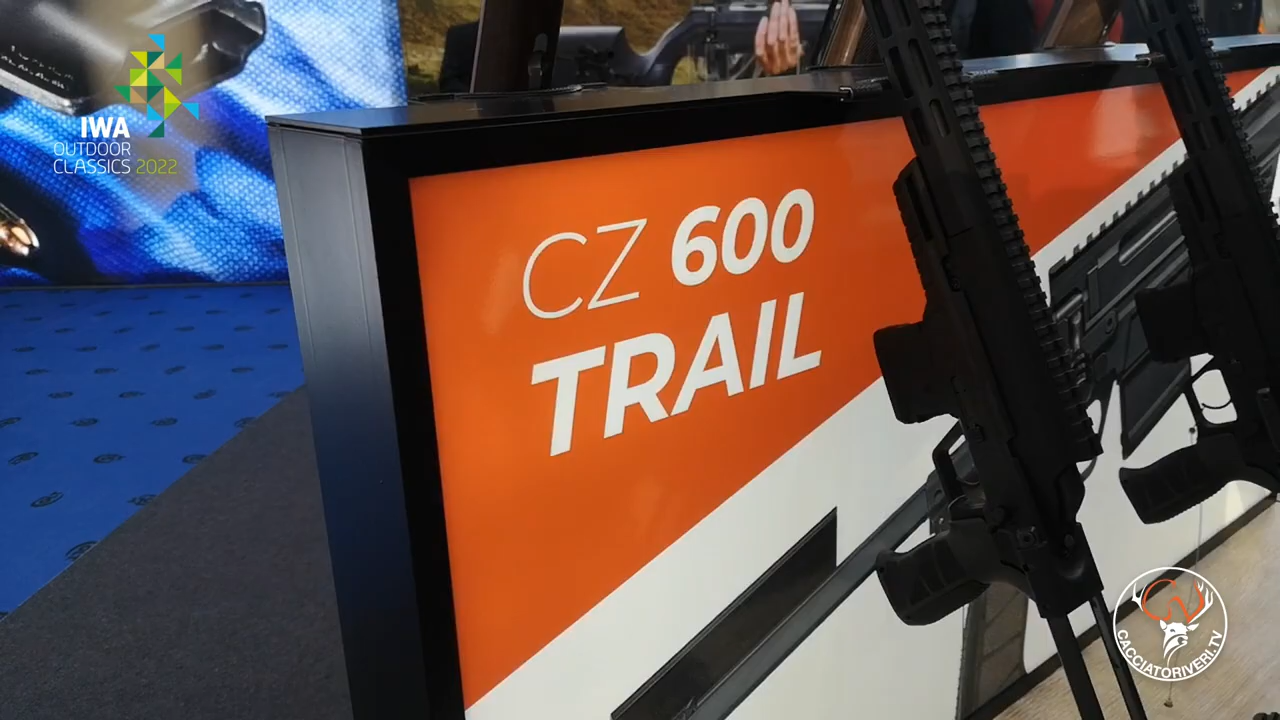 IWA
OUTDOOR
CLASSICS 2022
CZ 600
TRAIL
CACCIATORIVERI.TV